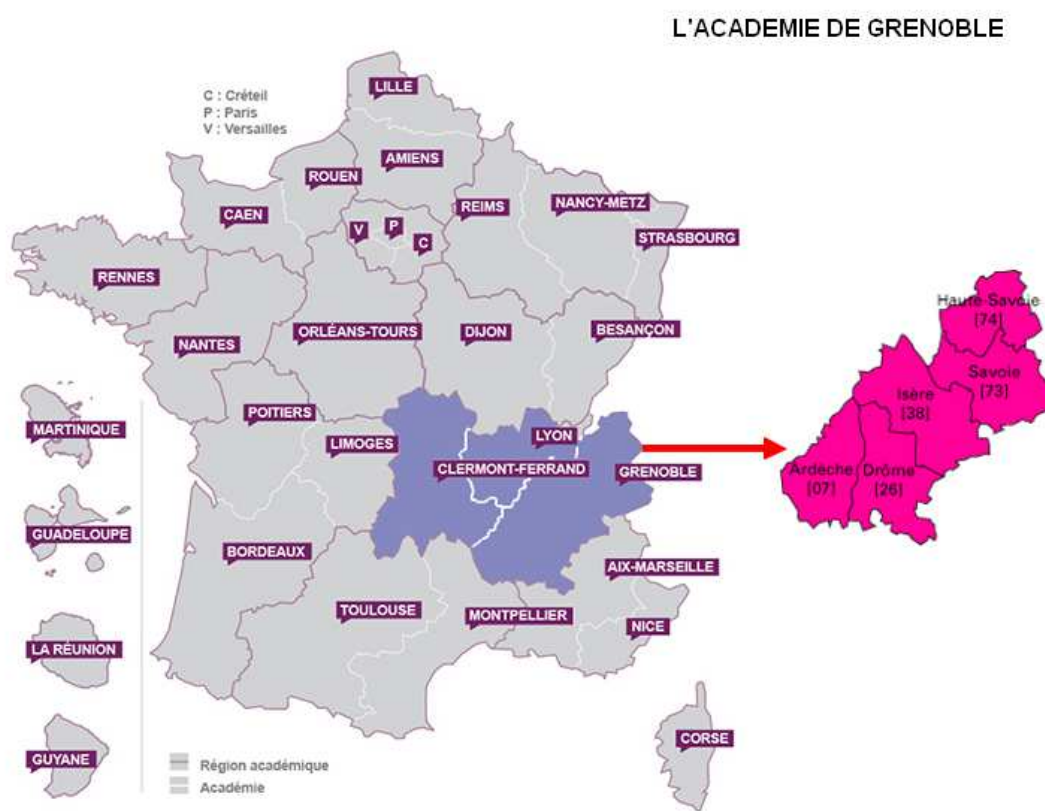 L'ACADEMIE DE GRENOBLE
C : Créteil
P : Paris
V : Versailles
LILLE
AMIENS
ROUEN
CAEN
REIMS
NANCY-METZ
STRASBOURG
V
P
C
RENNES
NANTES
ORLÉANS-TOURS
DIJON
BESANÇON
POITIERS
LIMOGES
LYON
CLERMONT-FERRAND
GRENOBLE
BORDEAUX
AIX-MARSEILLE
TOULOUSE
MONTPELLIER
NICE
CORSE
MARTINIQUE
GUADELOUPE
LA RÉUNION
GUYANE
Région académique
Académie
Haute-Savoie
[74]
Savoie
[73]
Isère
[38]
Ardèche
[07]
Drôme
[26]